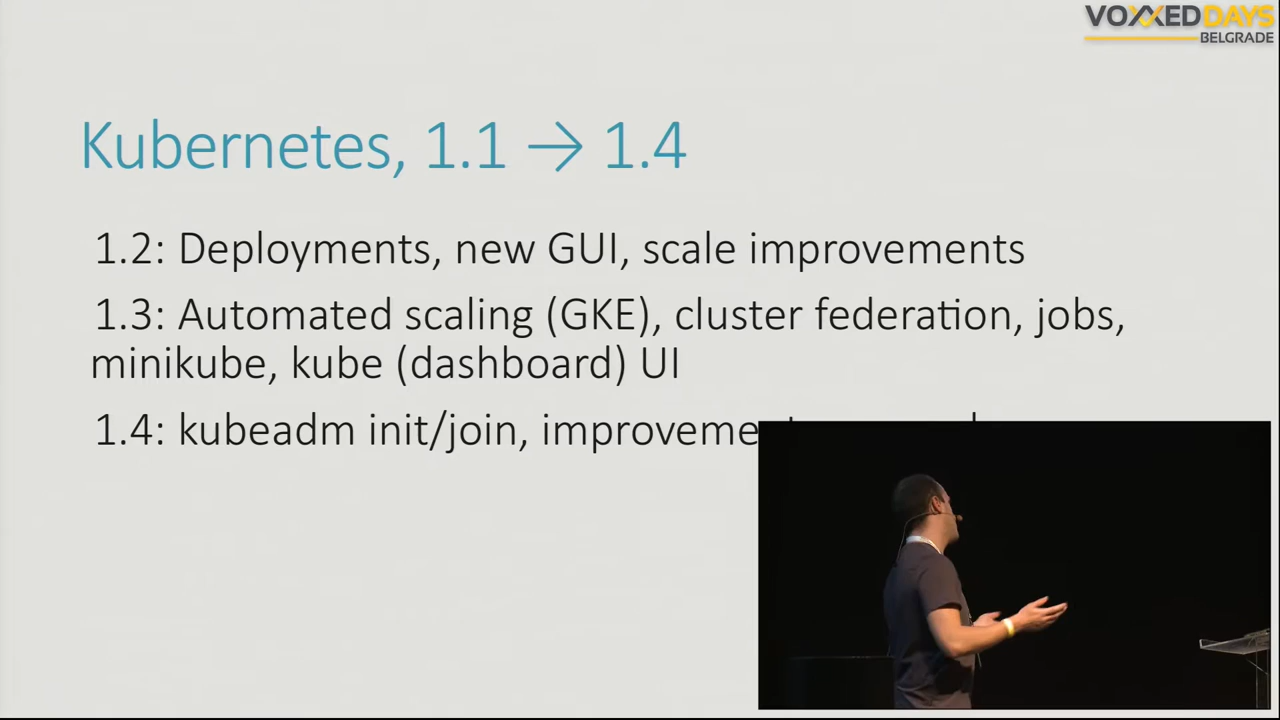 VOXXEDDAYS
BELGRADE
Kubernetes, 1.1 → 1.4
1.2: Deployments, new GUI, scale improvements
1.3: Automated scaling (GKE), cluster federation, jobs,
minikube, kube (dashboard) UI
1.4: kubeadm init/join,